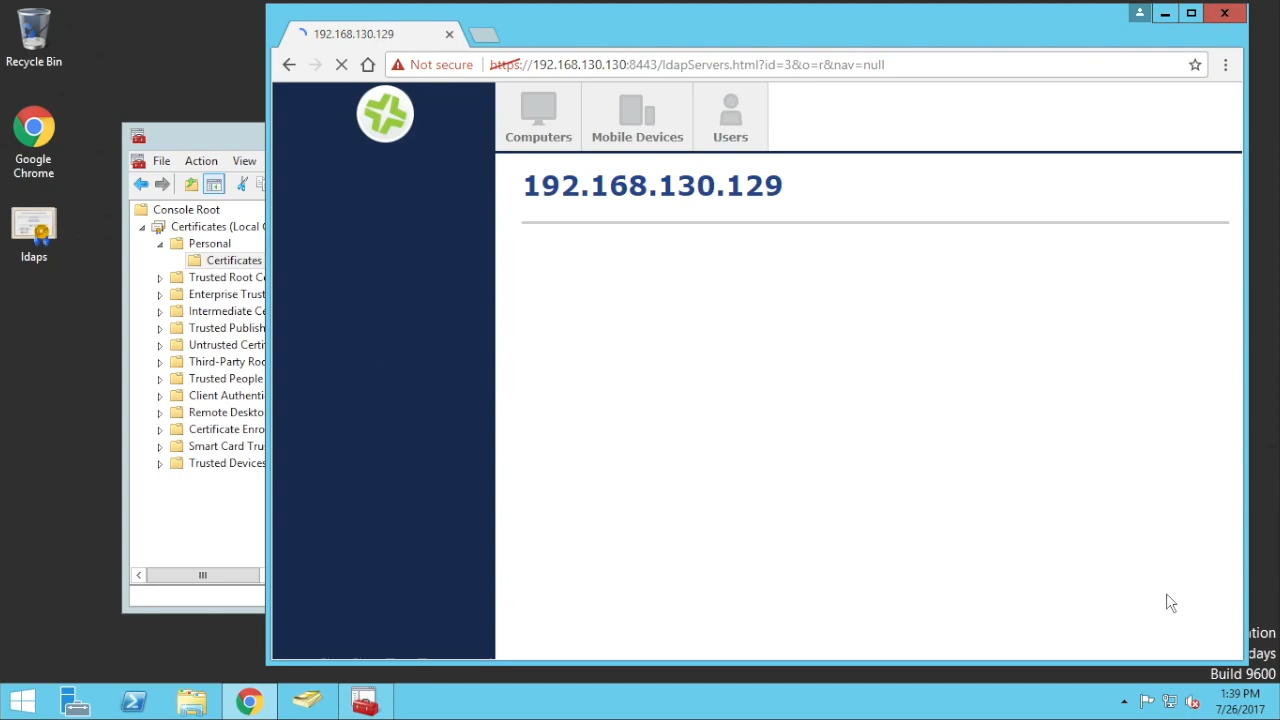 Recycle Bin
Google
Chrome
ldaps
File Action View
Console Root
Certificates (Local C
Personal
Certificates
Trusted Root Ce
Enterprise Trust
Intermediate Ce
Trusted Publish
Untrusted Certi
Third-Party Roo
Trusted People
Client Authenti
Remote Deskto
Certificate Enro
Smart Card Tru
Trusted Devices
192.168.130.129
Not secure https://192.168.130.130:8443/ldapServers.html?id=3&o=r&nav=null
Computers
Mobile Devices
Users
192.168.130.129
ation
days
Build 9600
1:39 PM
7/26/2017